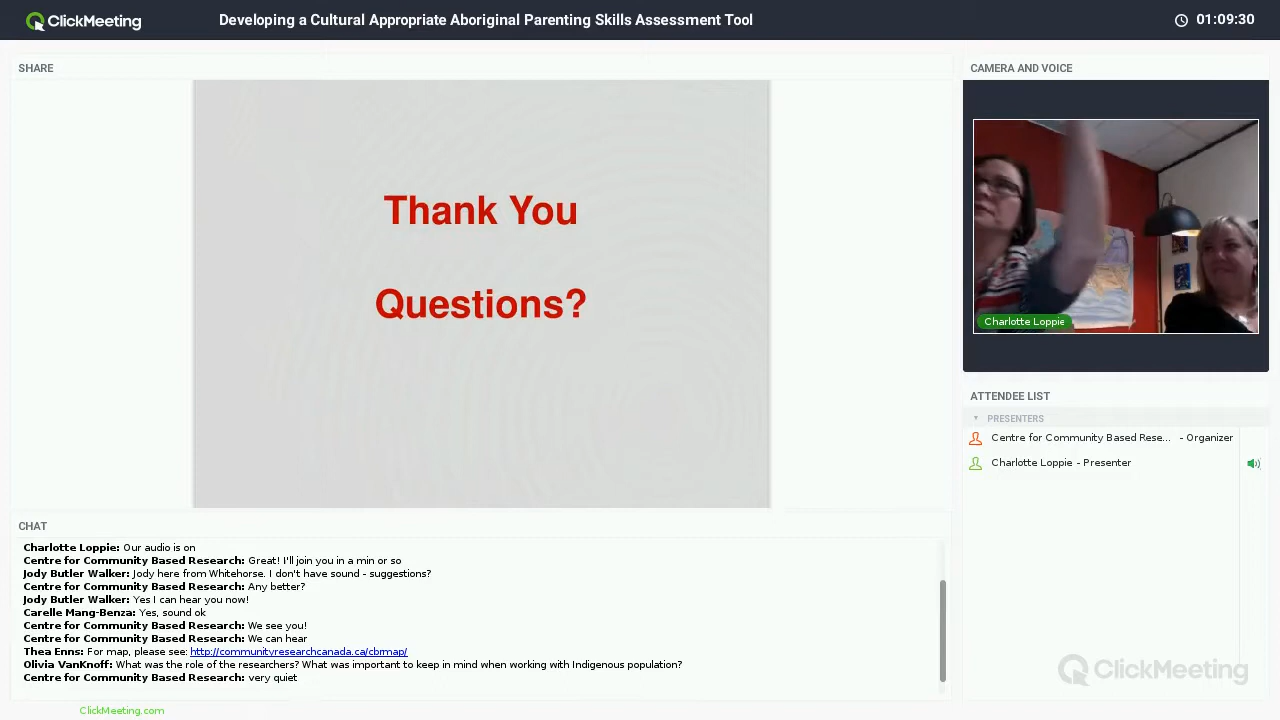 ClickMeeting
Developing a Cultural Appropriate Aboriginal Parenting Skills Assessment Tool
01:09:30
SHARE
Thank You
Questions?
CAMERA AND VOICE
Charlotte Loppie
ATTENDEE LIST
PRESENTERS
Centre for Community Based Rese... - Organizer
Charlotte Loppie - Presenter
CHAT
Charlotte Loppie: Our audio is on
Centre for Community Based Research: Great! I'll join you in a min or so
Jody Butler Walker: Jody here from Whitehorse. I don't have sound - suggestions?
Centre for Community Based Research: Any better?
Jody Butler Walker: Yes I can hear you now!
Carelle Mang-Benza: Yes, sound ok
Centre for Community Based Research: We see you!
Centre for Community Based Research: We can hear
Thea Enns: For map, please see: http://communityresearchcanada.ca/cbrmap/
Olivia VanKnoff: What was the role of the researchers? What was important to keep in mind when working with Indigenous population?
Centre for Community Based Research: very quiet
ClickMeeting
ClickMeeting.com